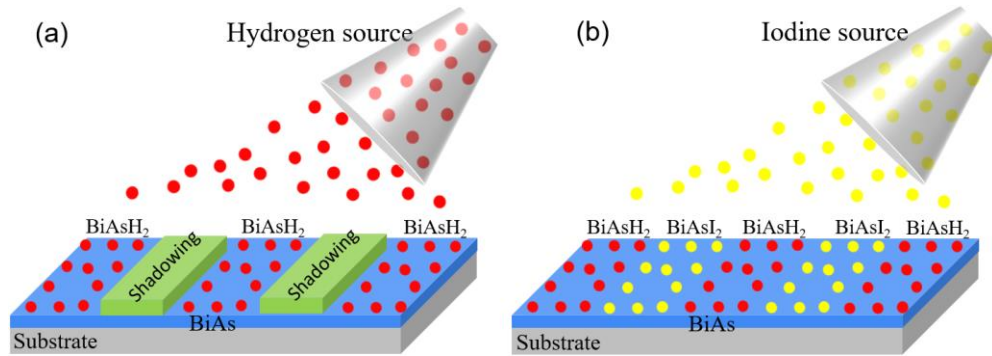 (a)
Hydrogen source
BiAsH₂ BiAsH₂ BiAsH₂
Shadowing Shadowing
BiAs
Substrate
(b)
Iodine source
BiAsH₂ BiAsI₂ BiAsH₂ BiAsI₂ BiAsH₂
BiAs
Substrate